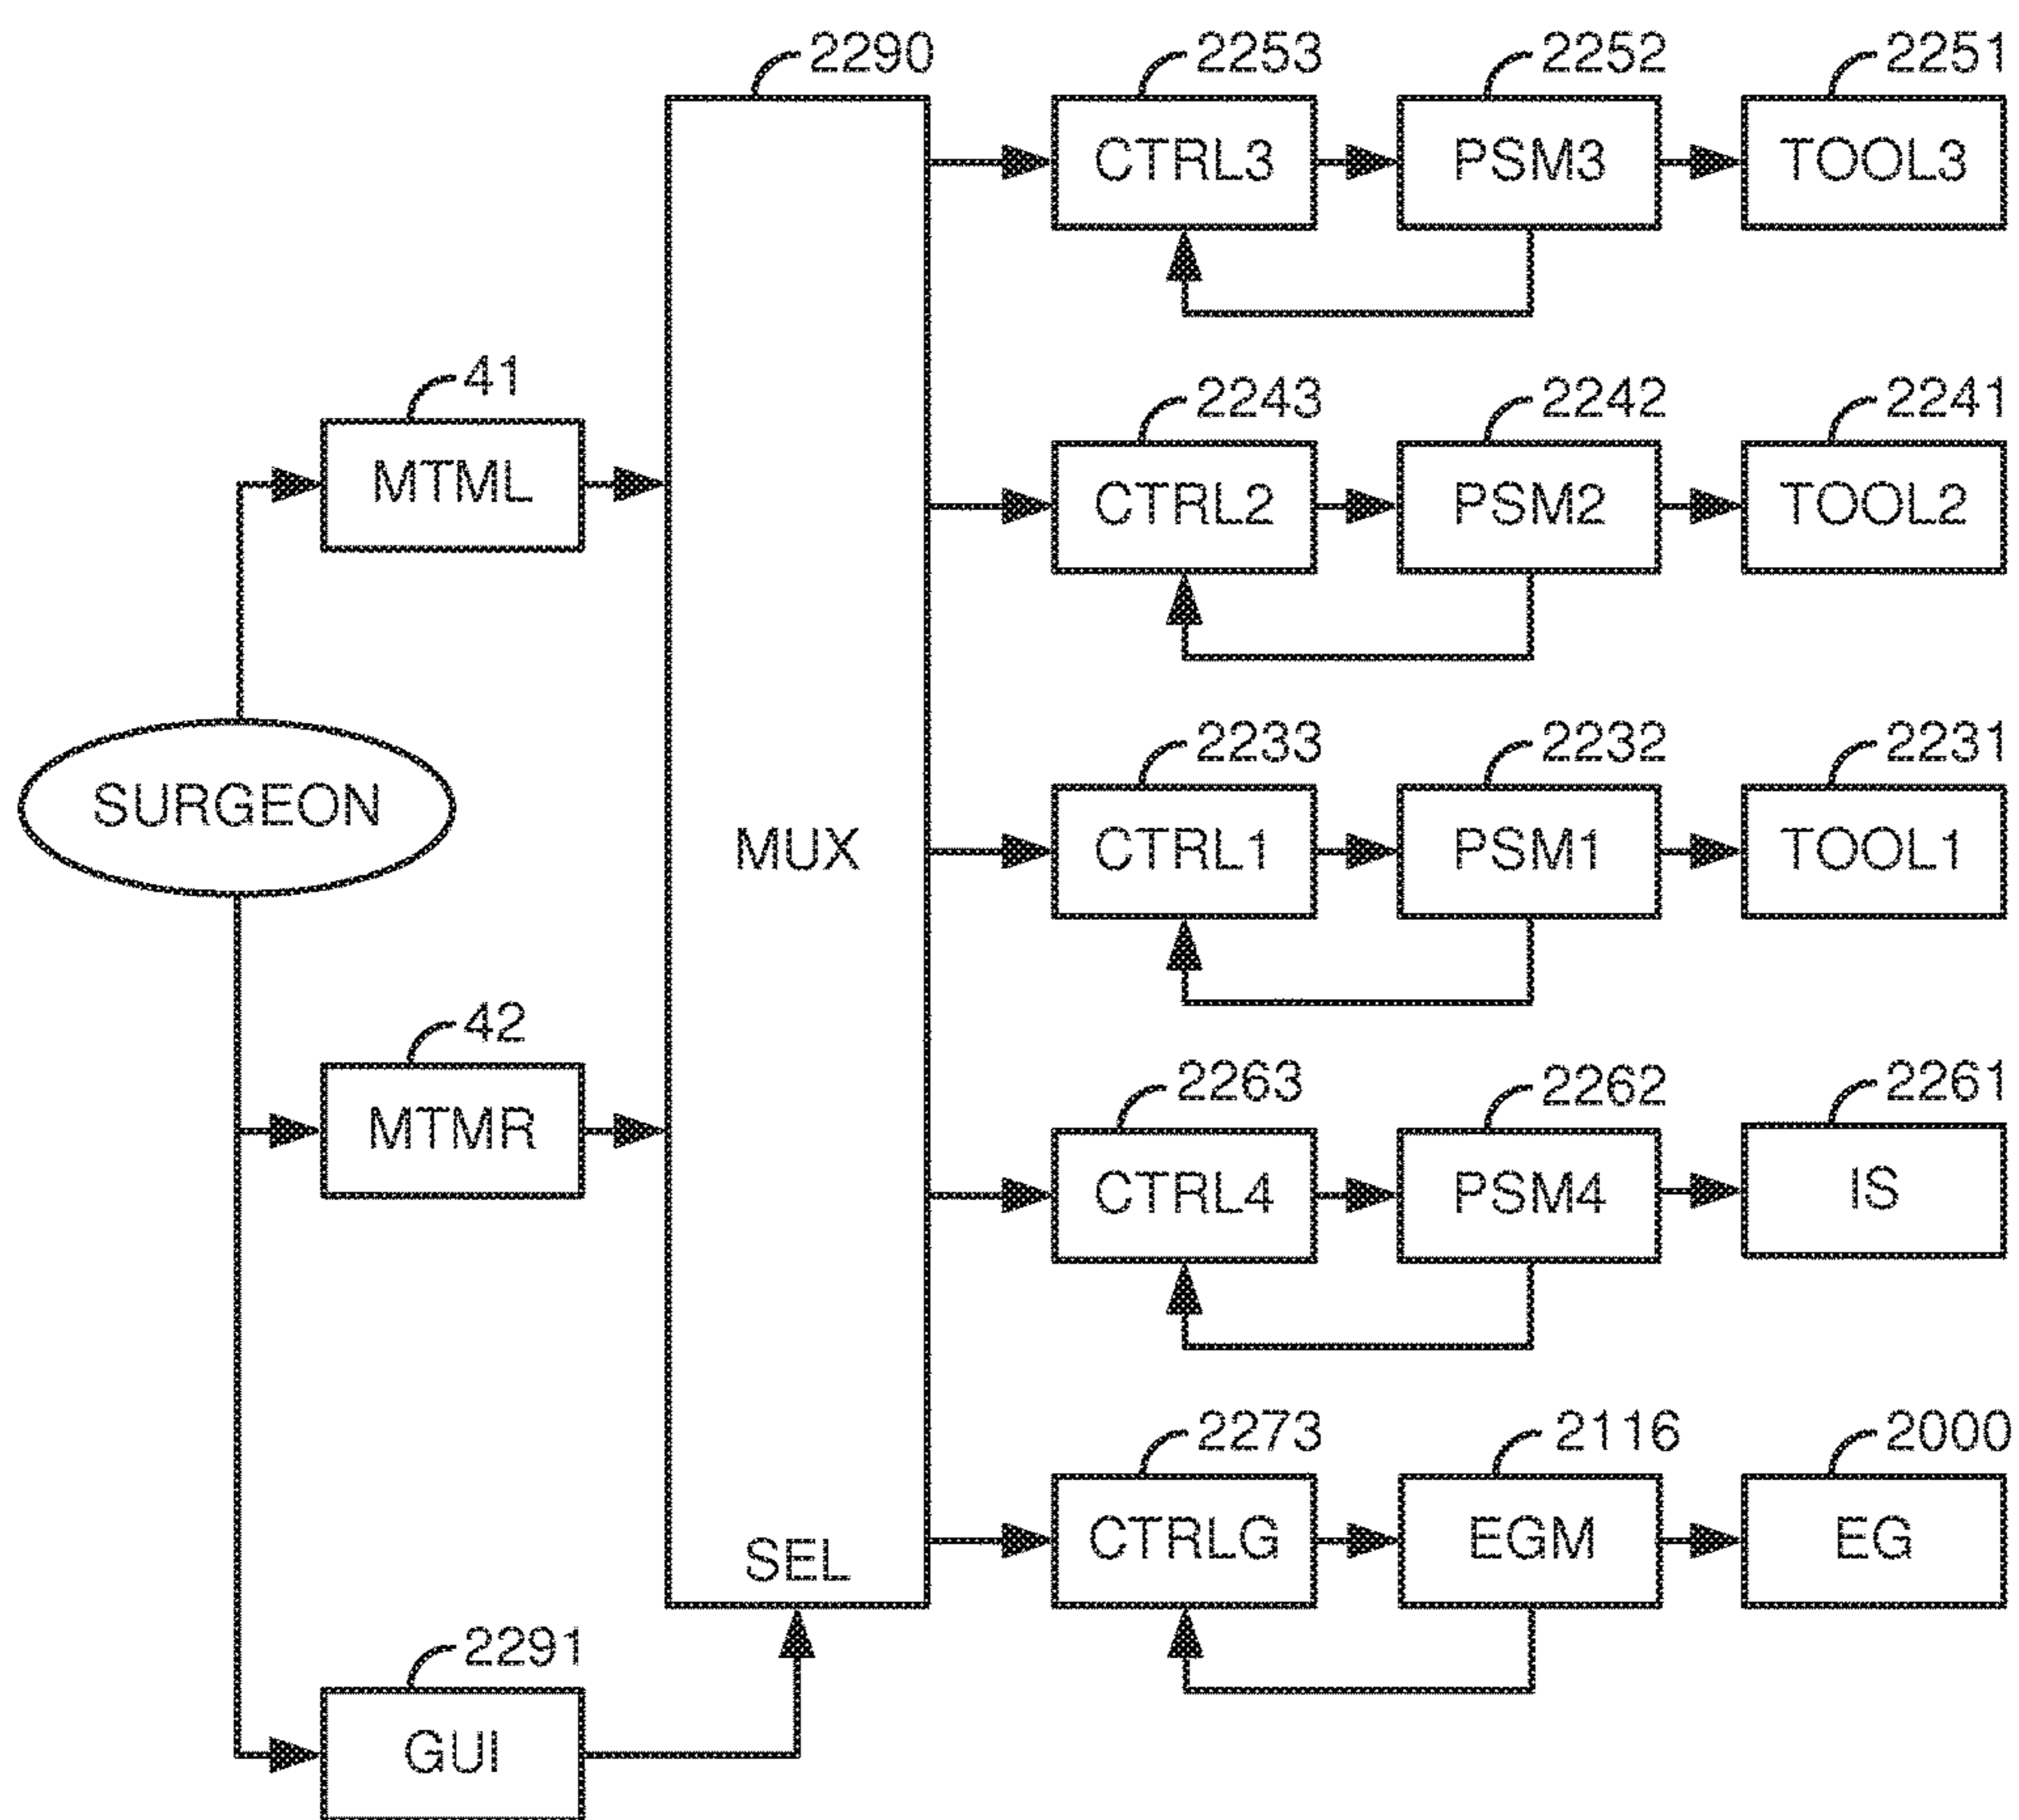 2290 2253 2252 2251
CTRL3 PSM3 TOOL3
41 2243 2242 2241
MTML CTRL2 PSM2 TOOL2
2233 2232 2231
SURGEON MUX CTRL1 PSM1 TOOL1
42 2263 2262 2261
MTMR CTRL4 PSM4 IS
2273 2116 2000
SEL CTRLG EGM EG
2291
GUI